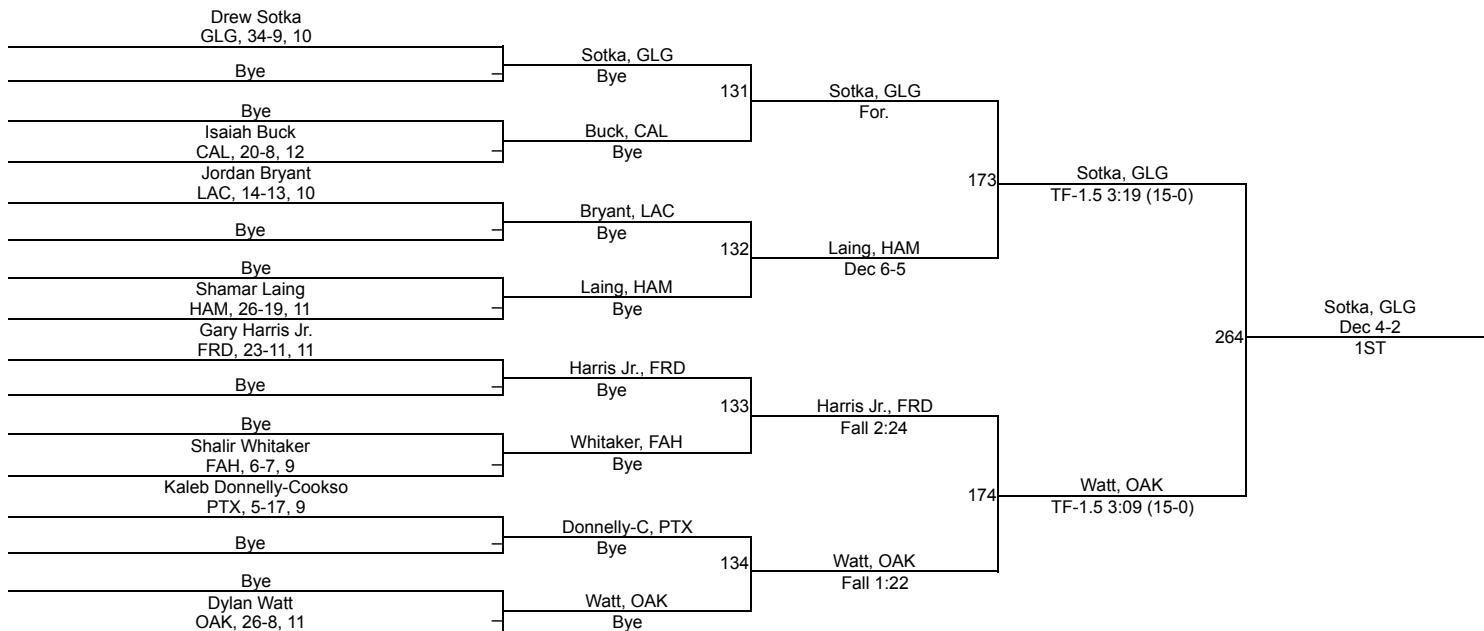 Drew Sotka
GLG, 34-9, 10
Bye
Bye
Isaiah Buck
CAL, 20-8, 12
Jordan Bryant
LAC, 14-13, 10
Bye
Bye
Shamar Laing
HAM, 26-19, 11
Gary Harris Jr.
FRD, 23-11, 11
Bye
Bye
Shalir Whitaker
FAH, 6-7, 9
Kaleb Donnelly-Cookso
PTX, 5-17, 9
Bye
Bye
Dylan Watt
OAK, 26-8, 11
Sotka, GLG
Bye
Buck, CAL
Bye
Bryant, LAC
Bye
Laing, HAM
Bye
Harris Jr., FRD
Bye
Whitaker, FAH
Bye
Donnelly-C, PTX
Bye
Watt, OAK
Bye
131
132
133
134
Sotka, GLG
For.
Laing, HAM
Dec 6-5
Harris Jr., FRD
Fall 2:24
Watt, OAK
Fall 1:22
173
174
Sotka, GLG
TF-1.5 3:19 (15-0)
Watt, OAK
TF-1.5 3:09 (15-0)
264
Sotka, GLG
Dec 4-2
1ST